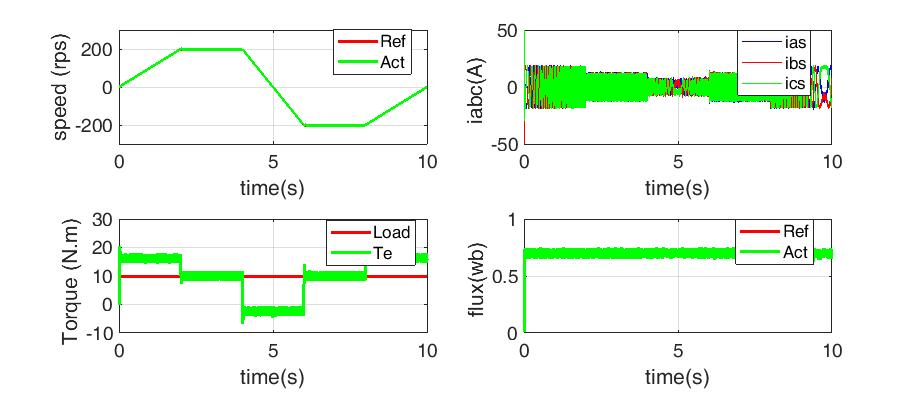 200
0
-200
speed (rps)
Ref
Act
0
5
10
time(s)
50
0
-50
iabc(A)
ias
ibs
ics
0
5
10
time(s)
30
20
10
0
-10
Torque (N.m)
Load
Te
0
5
10
time(s)
1
0.5
0
flux(wb)
Ref
Act
0
5
10
time(s)